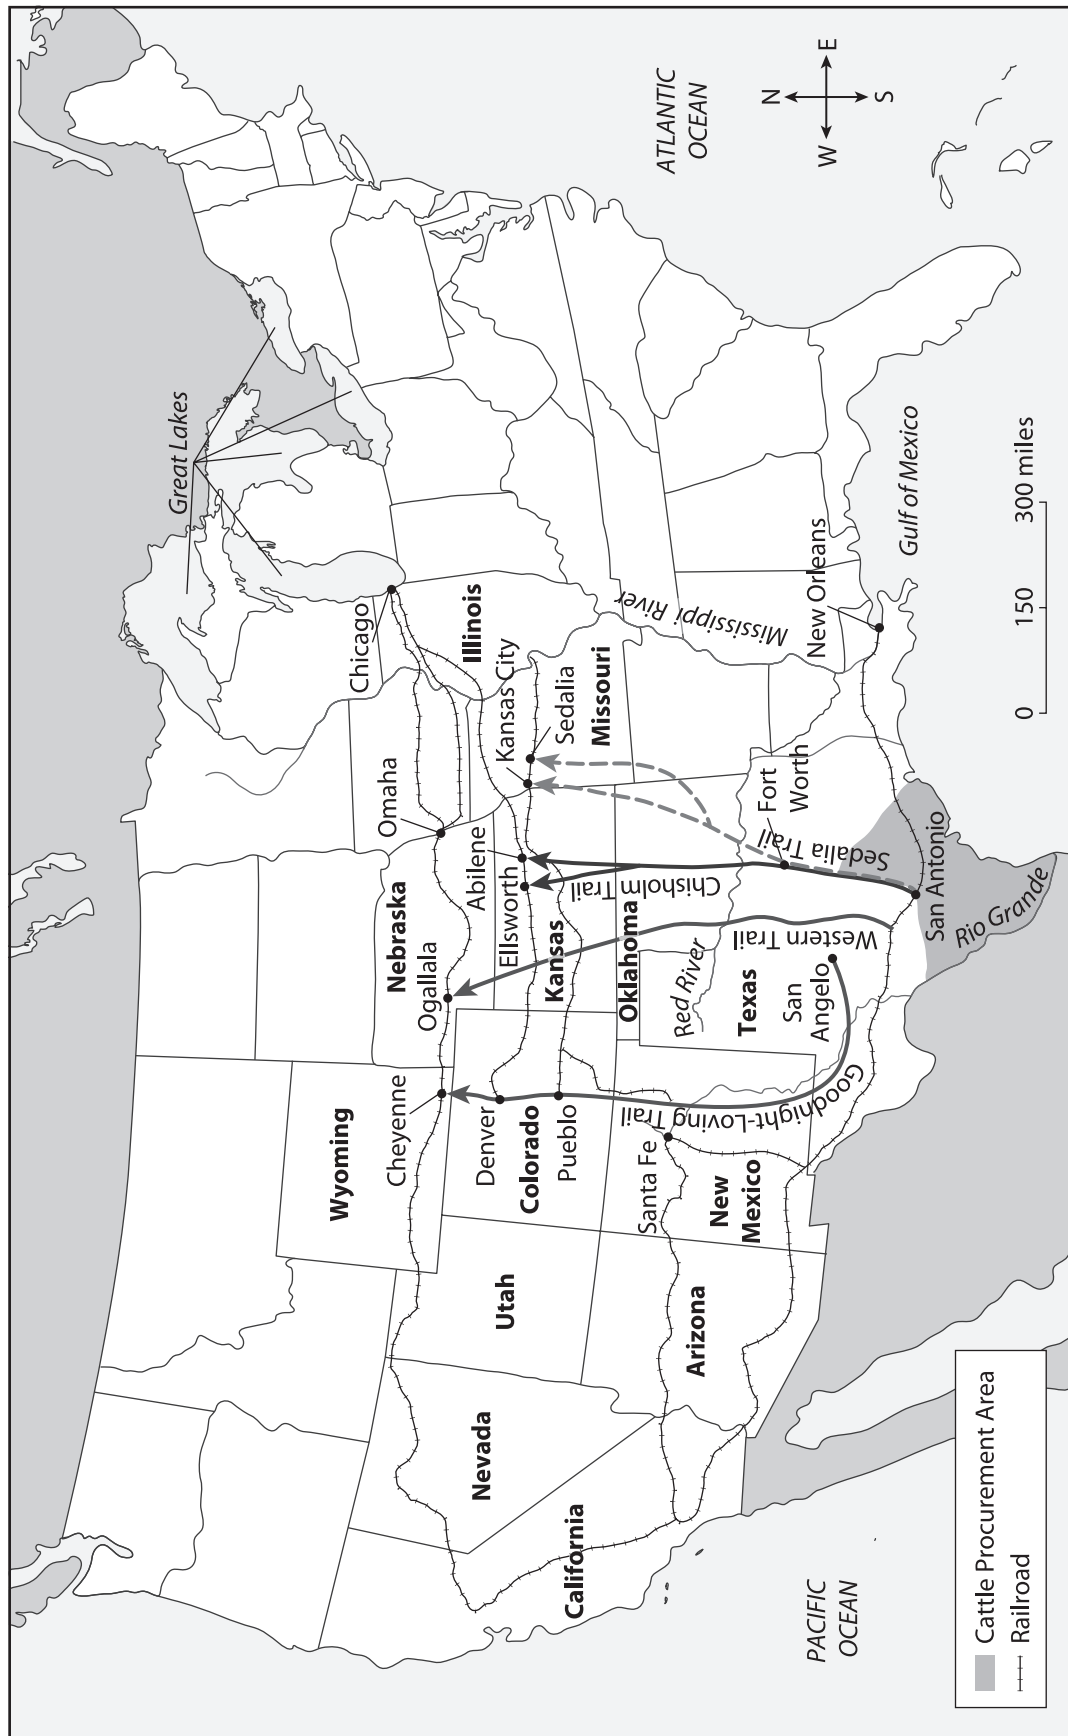 Great Lakes
ATLANTIC
OCEAN
N
E
S
W
Chicago
Illinois
Omaha
Nebraska
Ogallala
Cheyenne
Wyoming
Abilene
Ellsworth
Kansas City
Sedalia
Missouri
Kansas
Denver
Colorado
Pueblo
Utah
Nevada
California
Mississippi River
Chisholm Trail
Oklahoma
Red River
Santa Fe
New
Mexico
Arizona
Goodnight-Loving Trail
Texas
San
Angelo
Western Trail
Sedalia Trail
Fort
Worth
New Orleans
San Antonio
Rio Grande
Gulf of Mexico
PACIFIC
OCEAN
Cattle Procurement Area
Railroad
0 150 300 miles